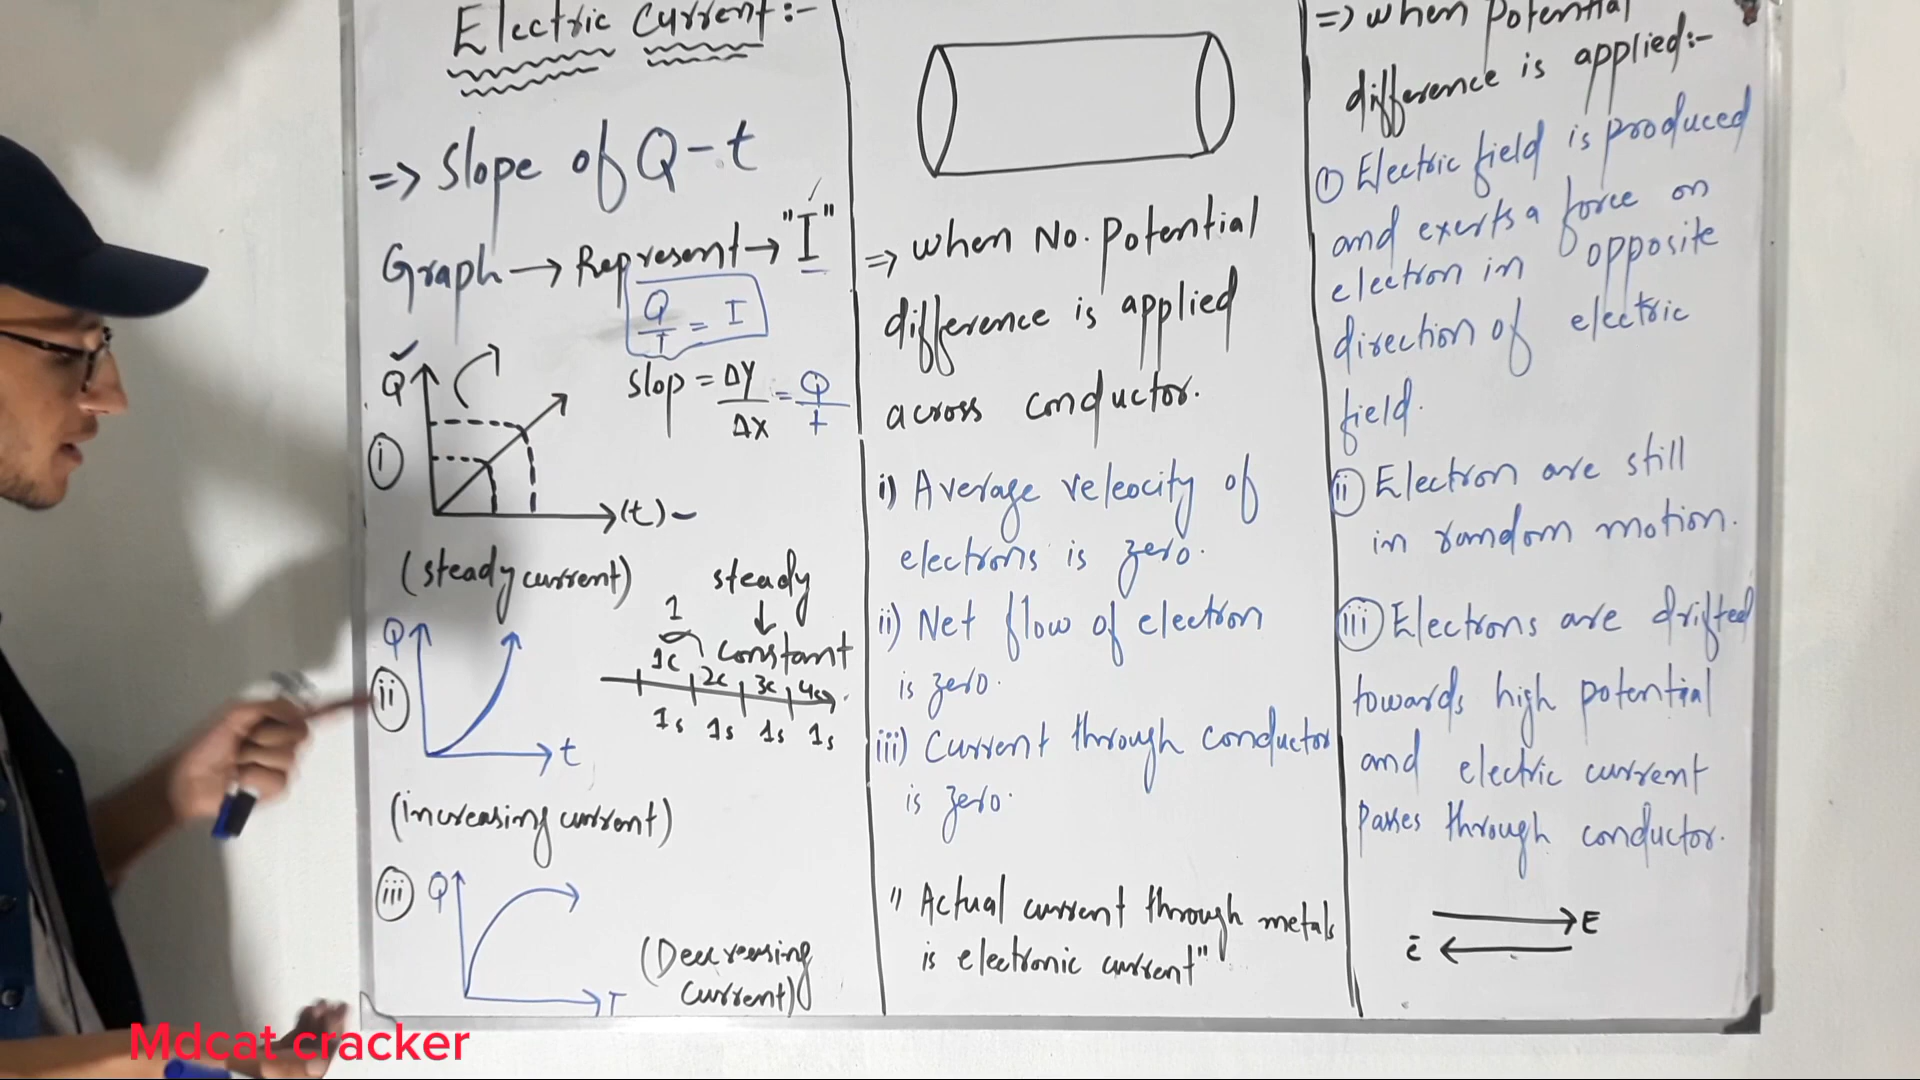 Electric Current:-
=> Slope of Q-t
Graph → Represent → "I"
Q/t = I
Q
slop = ΔY/ΔX = Q/t
i
(t)-
(steady current)
steady
↓
constant
1
1c 2c 3c 4c
1s 1s 1s 1s
Q
ii
t
(increasing current)
iii Q
T
(Decreasing
current)
=> when No. Potential
difference is applied
across conductor.
i) Average veleocity of
electrons is zero.
ii) Net flow of electron
is zero.
iii) Current through conductor
is zero.
"Actual current through metals
is electronic current"
=> when Potential
difference is applied:-
i Electric field is produced
and exerts a force on
electron in opposite
direction of electric
field.
ii Electron are still
in random motion.
iii Electrons are drifted
towards high potential
and electric current
Passes through conductor.
E
ē
Mdcat cracker